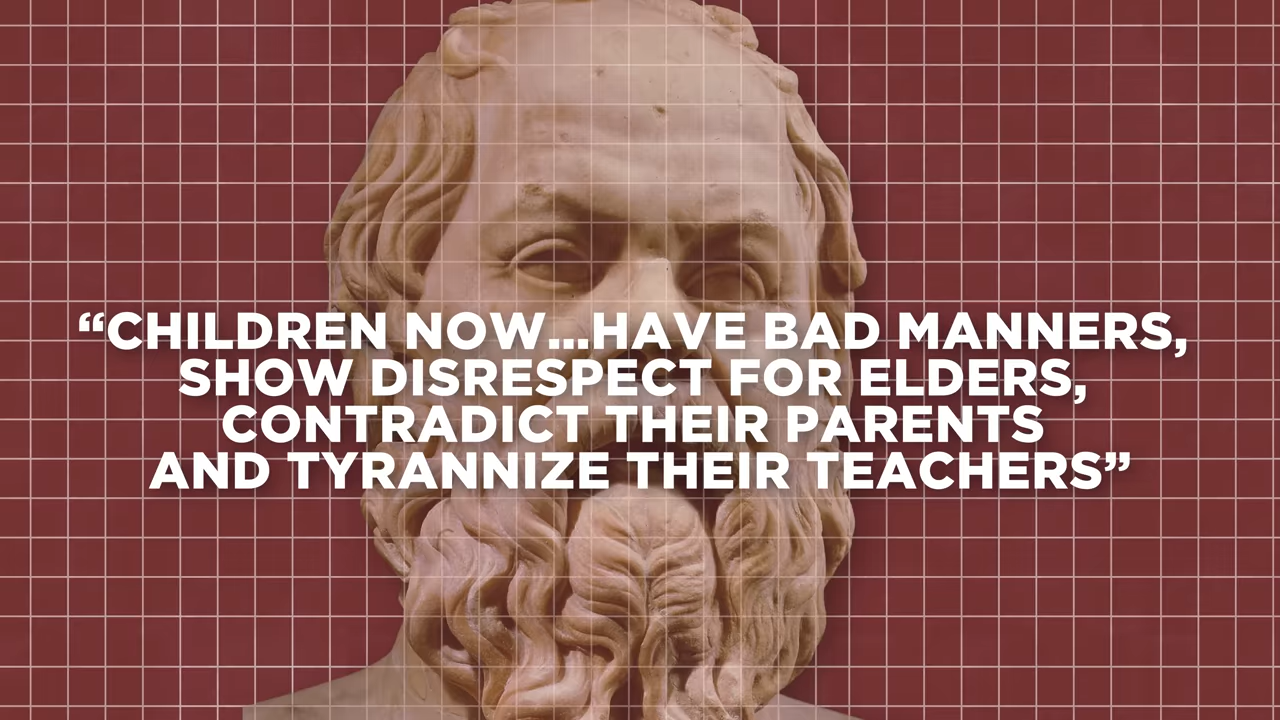 “CHILDREN NOW...HAVE BAD MANNERS,
SHOW DISRESPECT FOR ELDERS,
CONTRADICT THEIR PARENTS
AND TYRANNIZE THEIR TEACHERS”